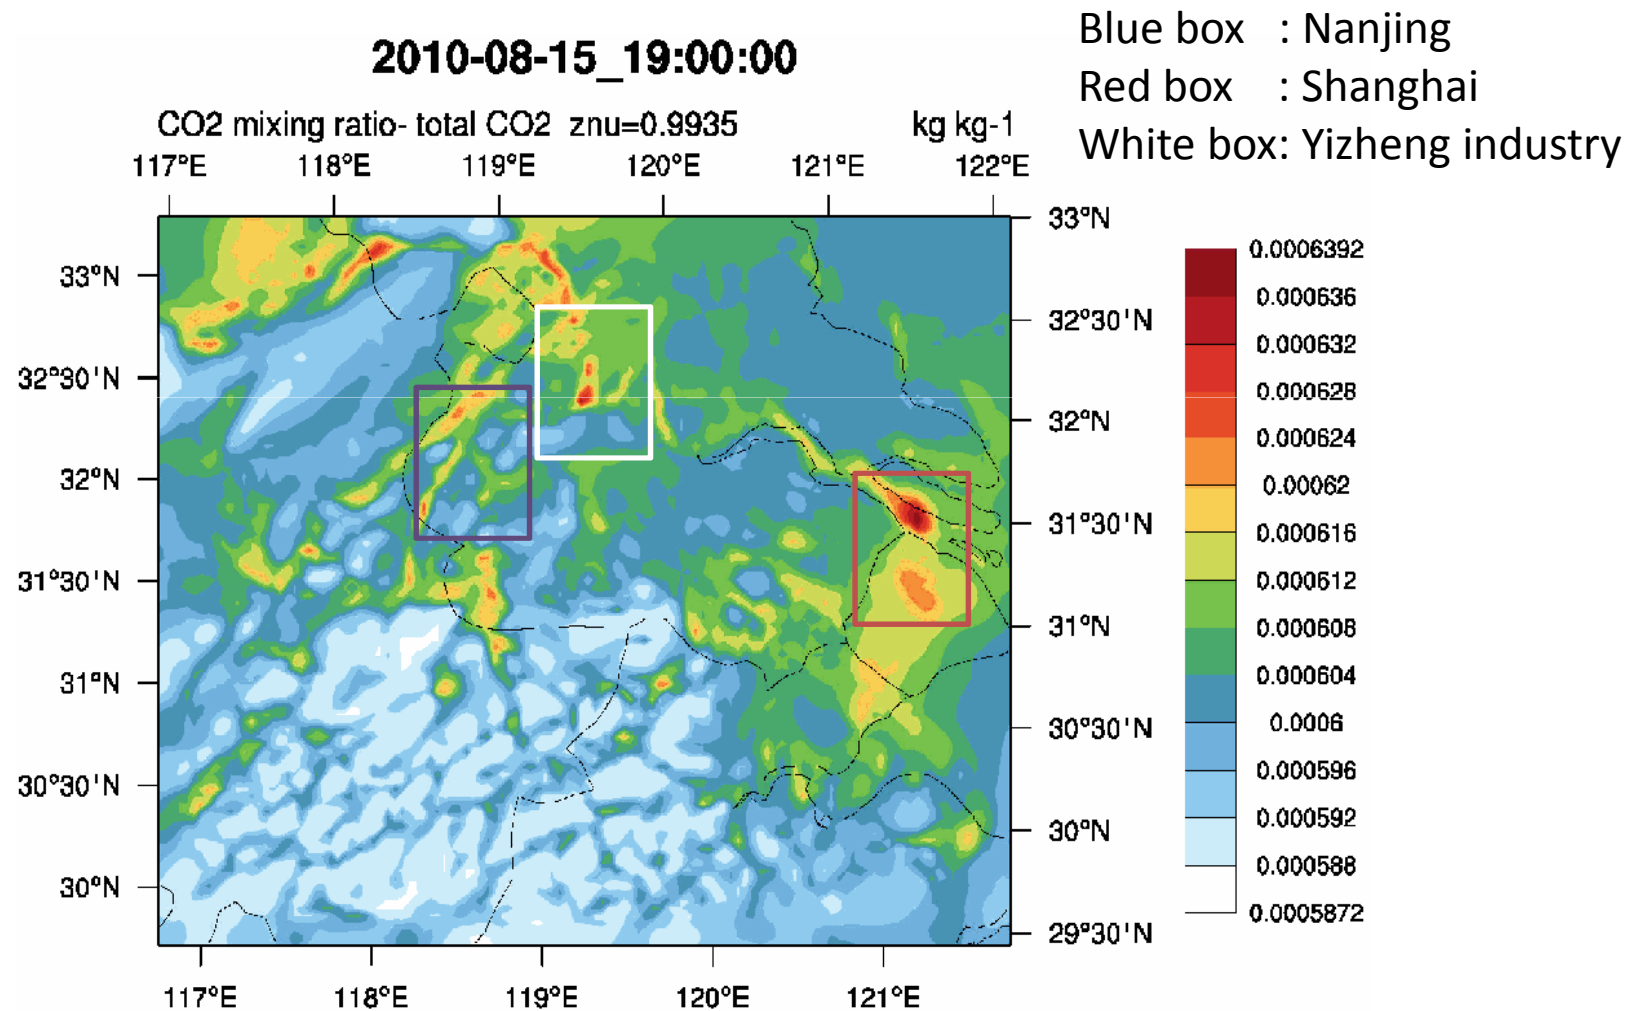 Blue box : Nanjing
2010-08-15_19:00:00
Red box : Shanghai
CO2 mixing ratio- total CO2 znu=0.9935 kg kg-1
White box: Yizheng industry
117°E 118°E 119°E 120°E 121°E 122°E
33°N
0.0006392
33°N
0.000636
32°30'N
0.000632
32°30'N
0.000628
32°N
0.000624
32°N
0.00062
31°30'N
0.000616
31°30'N
0.000612
31°N
0.000608
31°N
0.000604
30°30'N
0.0006
30°30'N
0.000596
30°N
0.000592
30°N
0.000588
29°30'N
0.0005872
117°E 118°E 119°E 120°E 121°E